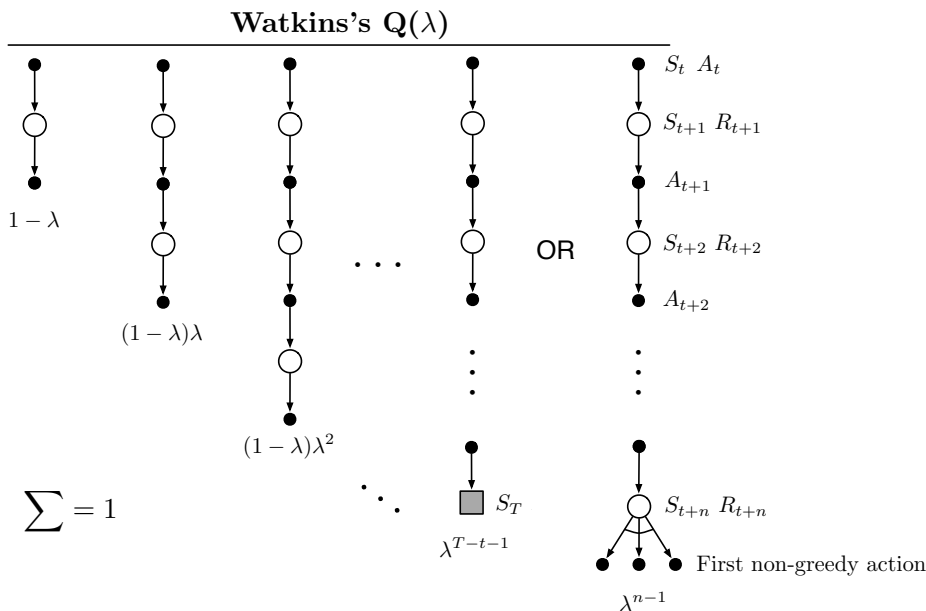 Watkins's Q(λ)
S_t A_t
S_{t+1} R_{t+1}
A_{t+1}
1 − λ
S_{t+2} R_{t+2}
OR
A_{t+2}
(1 − λ)λ
(1 − λ)λ^2
∑ = 1
S_T
S_{t+n} R_{t+n}
λ^{T−t−1}
First non-greedy action
λ^{n−1}